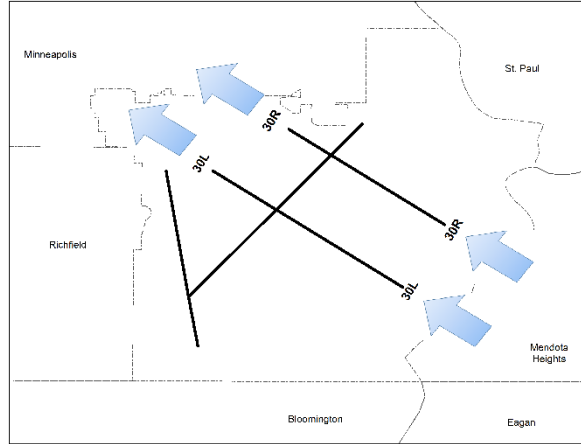 Minneapolis
St. Paul
30R
30L
Richfield
30R
30L
Mendota
Heights
Bloomington
Eagan